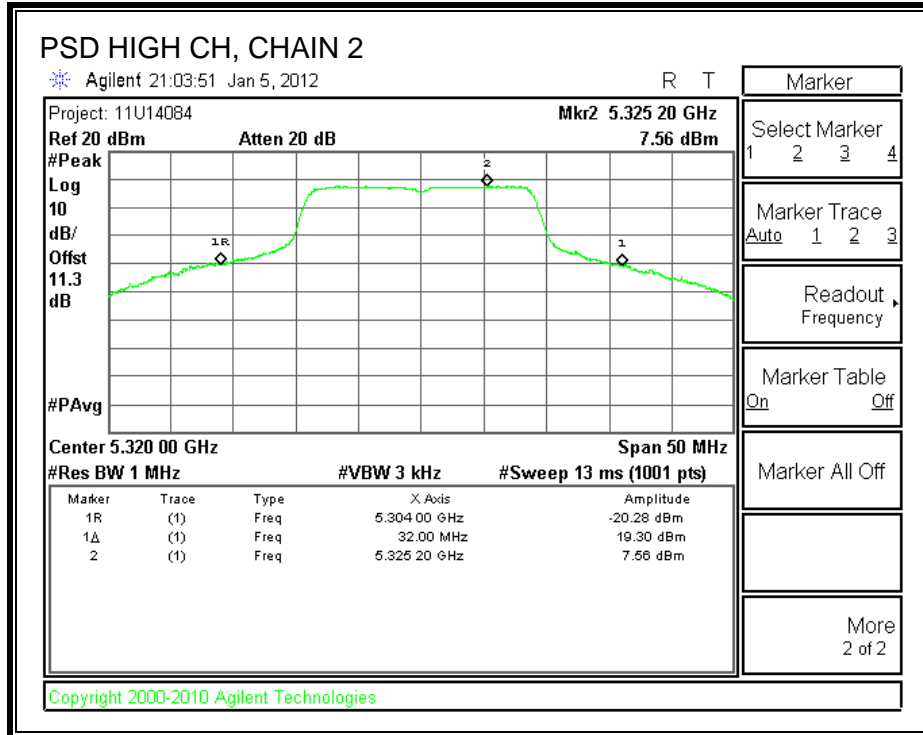 PSD HIGH CH, CHAIN 2
Agilent 21:03:51 Jan 5, 2012 R T
Project: 11U14084 Mkr2 5.325 20 GHz
Ref 20 dBm Atten 20 dB 7.56 dBm
#Peak
Log
10
dB/
Offst
11.3
dB
#PAvg
2
1R
1
Center 5.320 00 GHz Span 50 MHz
#Res BW 1 MHz #VBW 3 kHz #Sweep 13 ms (1001 pts)
Marker Trace Type X Axis Amplitude
1R (1) Freq 5.304 00 GHz -20.28 dBm
1Δ (1) Freq 32.00 MHz 19.30 dBm
2 (1) Freq 5.325 20 GHz 7.56 dBm
Marker
Select Marker
1 2 3 4
Marker Trace
Auto 1 2 3
Readout
Frequency
Marker Table
On Off
Marker All Off
More
2 of 2
Copyright 2000-2010 Agilent Technologies